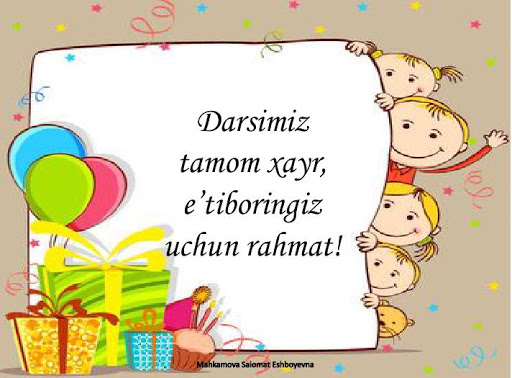 Darsimiz
tamom xayr,
e’tiboringiz
uchun rahmat!
Mahkamova Salomat Eshboyevna